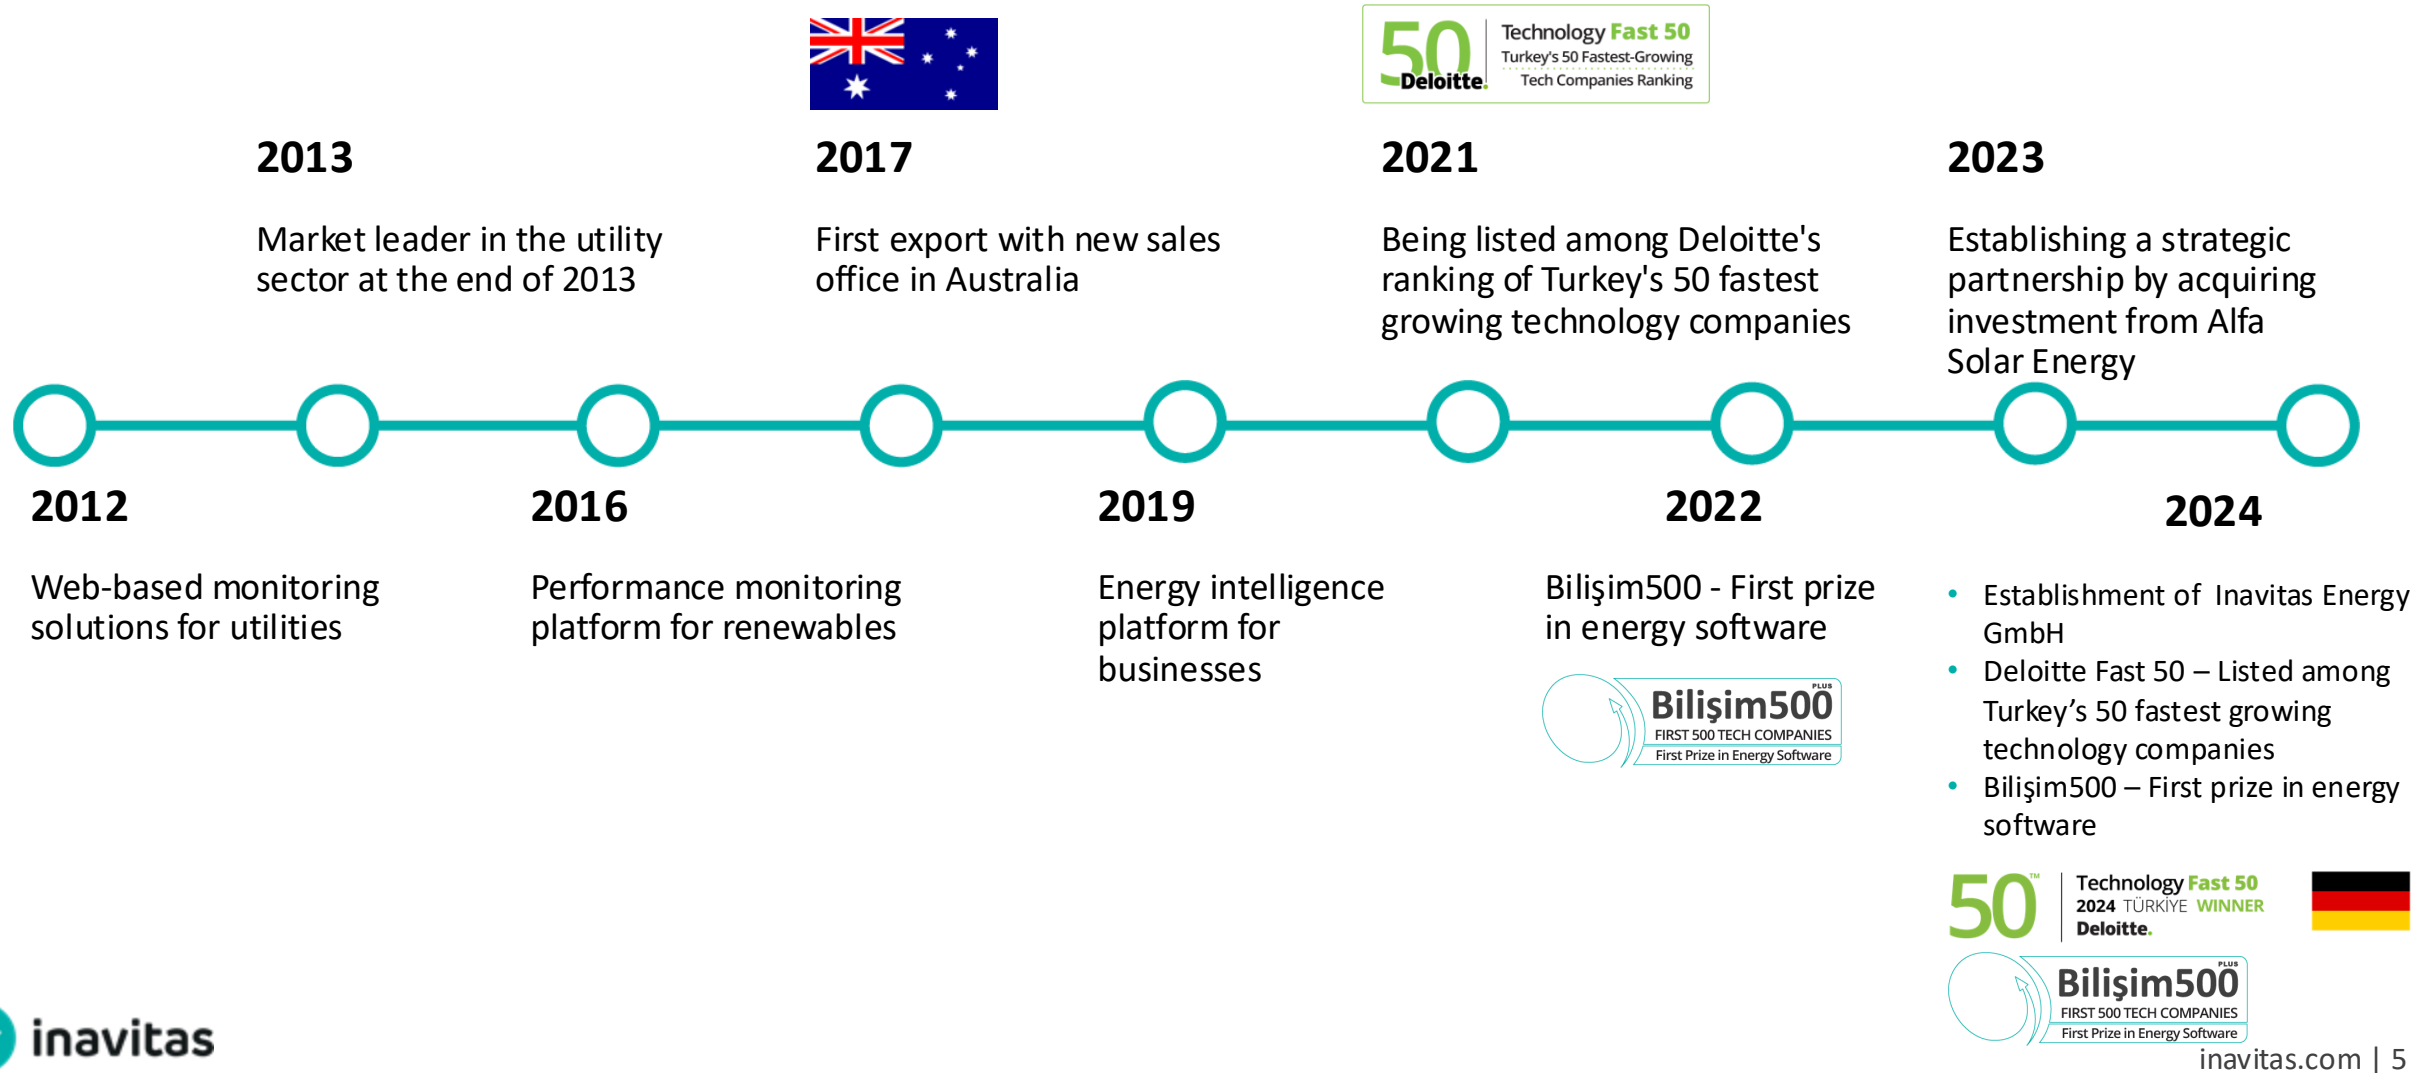 50
Deloitte.
Technology Fast 50
Turkey's 50 Fastest-Growing
Tech Companies Ranking
2013
Market leader in the utility
sector at the end of 2013
2017
First export with new sales
office in Australia
2021
Being listed among Deloitte's
ranking of Turkey's 50 fastest
growing technology companies
2023
Establishing a strategic
partnership by acquiring
investment from Alfa
Solar Energy
2012
Web-based monitoring
solutions for utilities
2016
Performance monitoring
platform for renewables
2019
Energy intelligence
platform for
businesses
2022
Bilişim500 - First prize
in energy software
PLUS
Bilişim500
FIRST 500 TECH COMPANIES
First Prize in Energy Software
2024
• Establishment of Inavitas Energy
GmbH
• Deloitte Fast 50 – Listed among
Turkey’s 50 fastest growing
technology companies
• Bilişim500 – First prize in energy
software
50™
Technology Fast 50
2024 TÜRKİYE WINNER
Deloitte.
PLUS
Bilişim500
FIRST 500 TECH COMPANIES
First Prize in Energy Software
inavitas
inavitas.com | 5